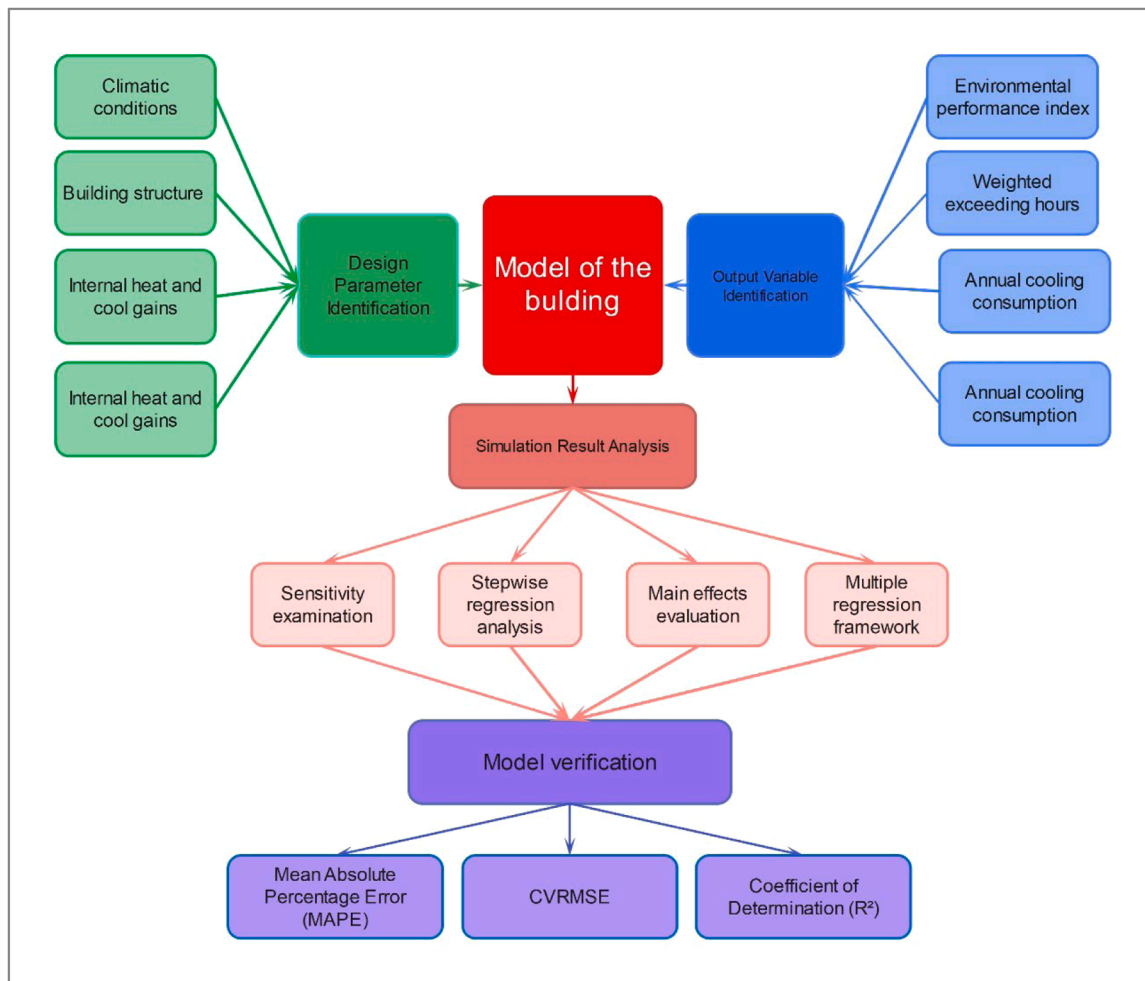 Climatic
conditions
Building structure
Internal heat and
cool gains
Internal heat and
cool gains
Design
Parameter
Identification
Model of the
bulding
Output Variable
Identification
Environmental
performance index
Weighted
exceeding hours
Annual cooling
consumption
Annual cooling
consumption
Simulation Result Analysis
Sensitivity
examination
Stepwise
regression
analysis
Main effects
evaluation
Multiple
regression
framework
Model verification
Mean Absolute
Percentage Error
(MAPE)
CVRMSE
Coefficient of
Determination (R²)